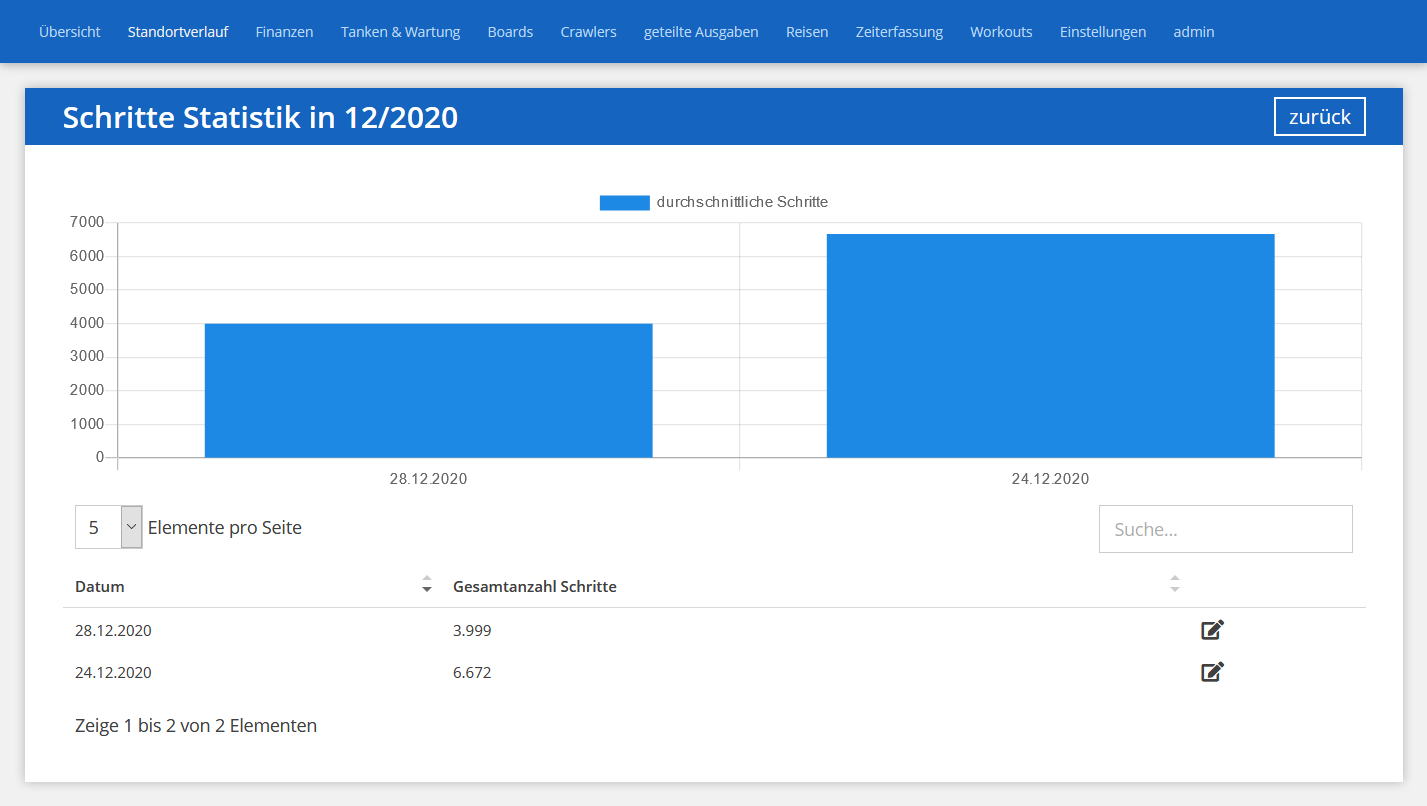 Übersicht Standortverlauf Finanzen Tanken & Wartung Boards Crawlers geteilte Ausgaben Reisen Zeiterfassung Workouts Einstellungen admin
Schritte Statistik in 12/2020 zurück
durchschnittliche Schritte
7000
6000
5000
4000
3000
2000
1000
0
28.12.2020 24.12.2020
5 Elemente pro Seite Suche...
Datum Gesamtanzahl Schritte
28.12.2020 3.999
24.12.2020 6.672
Zeige 1 bis 2 von 2 Elementen